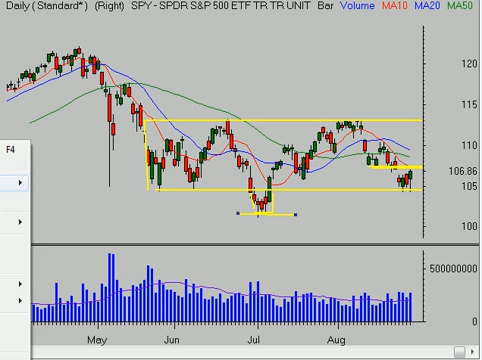 Daily (Standard*) (Right) SPY - SPDR S&P 500 ETF TR TR UNIT Bar Volume MA10 MA20 MA50
120
115
F4
110
106.86
105
100
500000000
0
May Jun Jul Aug